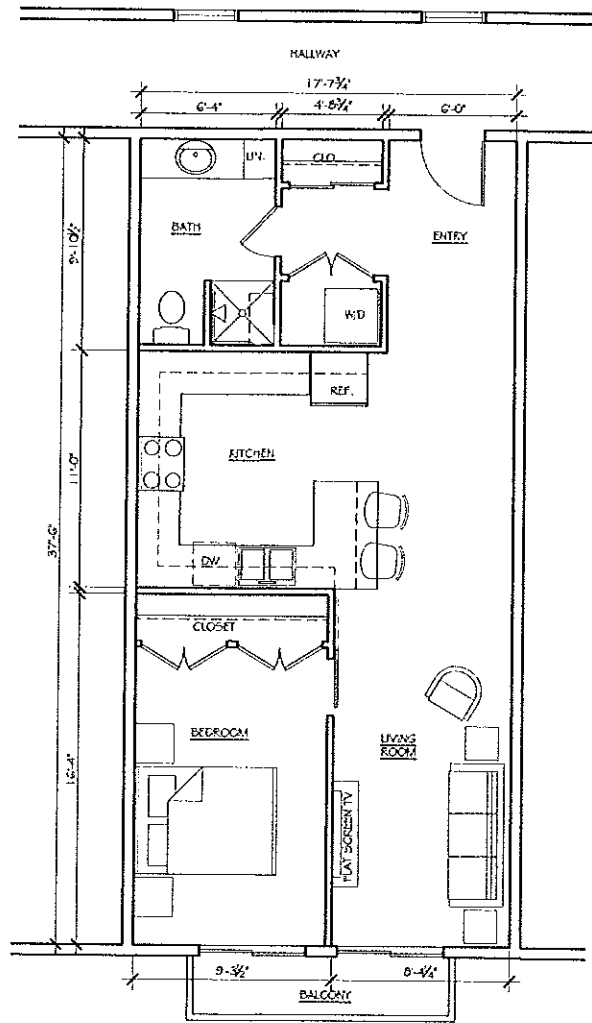 HALLWAY
17'-7¾"
6'-4"
4'-8¾"
6'-0"
LIN.
CLO.
BATH
ENTRY
9'-10½"
W/D
REF.
KITCHEN
11'-0"
37'-6"
DW
CLOSET
BEDROOM
LIVING
ROOM
16'-4"
FLAT SCREEN TV
9'-3½"
8'-4¼"
BALCONY